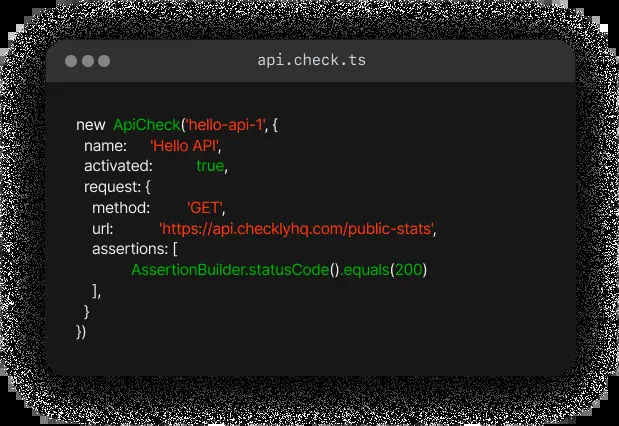 api.check.ts
new ApiCheck('hello-api-1', {
name: 'Hello API',
activated: true,
request: {
method: 'GET',
url: 'https://api.checklyhq.com/public-stats',
assertions: [
AssertionBuilder.statusCode().equals(200)
],
}
})